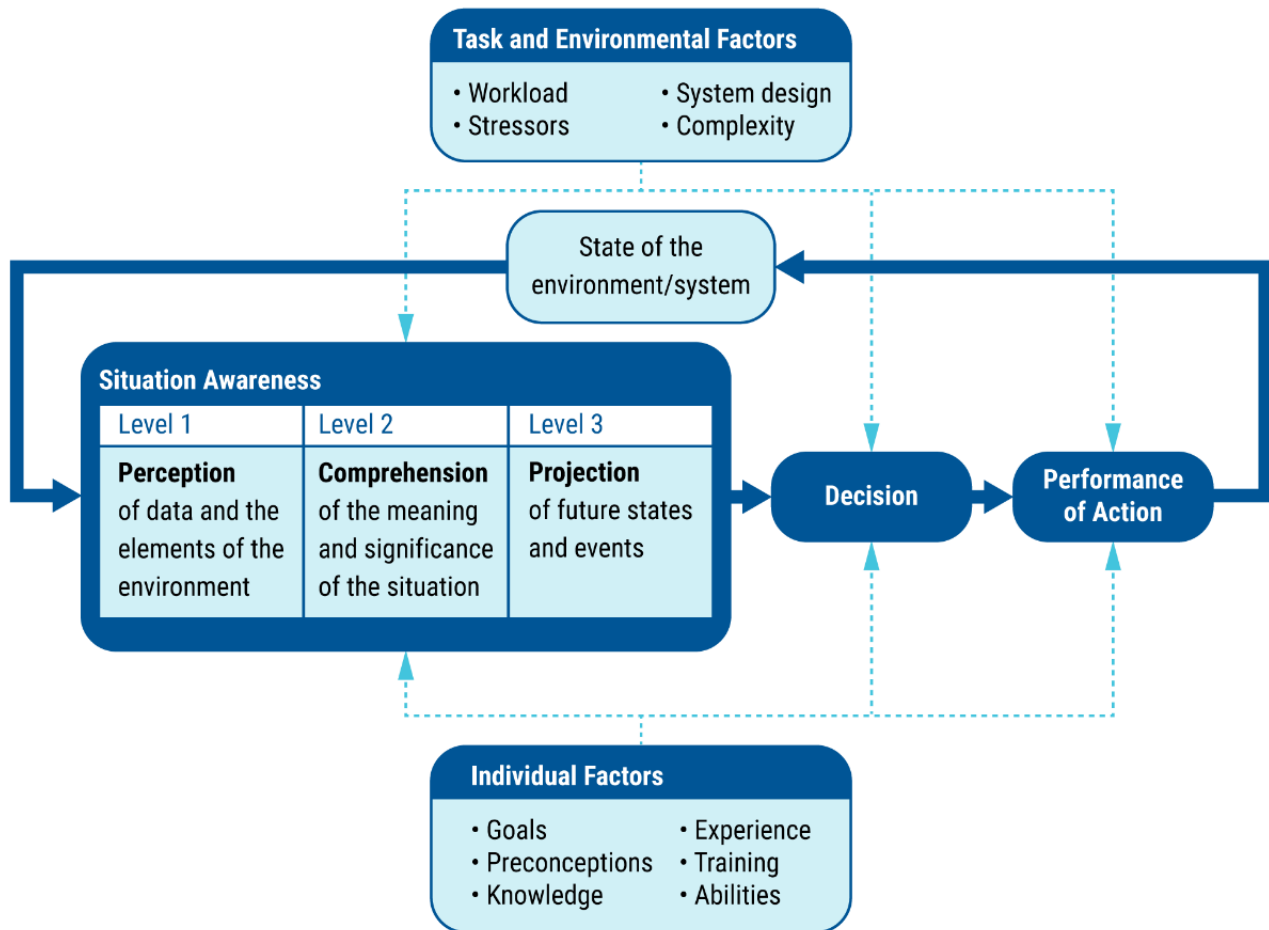 Task and Environmental Factors
• Workload
• Stressors
• System design
• Complexity
State of the
environment/system
Situation Awareness
Level 1
Perception
of data and the
elements of the
environment
Level 2
Comprehension
of the meaning
and significance
of the situation
Level 3
Projection
of future states
and events
Decision
Performance
of Action
Individual Factors
• Goals
• Preconceptions
• Knowledge
• Experience
• Training
• Abilities